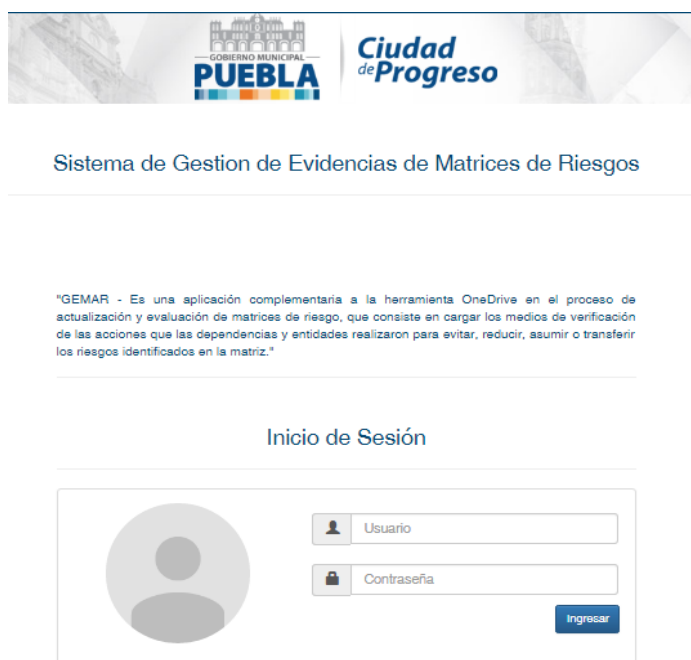 GOBIERNO MUNICIPAL
PUEBLA
Ciudad
de Progreso
Sistema de Gestion de Evidencias de Matrices de Riesgos
"GEMAR - Es una aplicación complementaria a la herramienta OneDrive en el proceso de
actualización y evaluación de matrices de riesgo, que consiste en cargar los medios de verificación
de las acciones que las dependencias y entidades realizaron para evitar, reducir, asumir o transferir
los riesgos identificados en la matriz."
Inicio de Sesión
Usuario
Contraseña
Ingresar